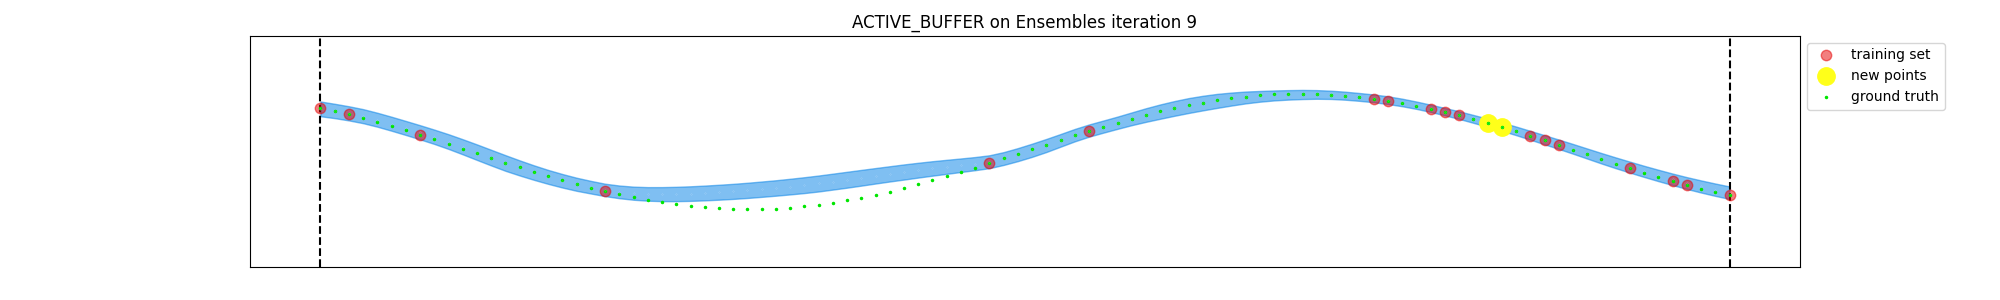 ACTIVE_BUFFER on Ensembles iteration 9
training set
new points
ground truth